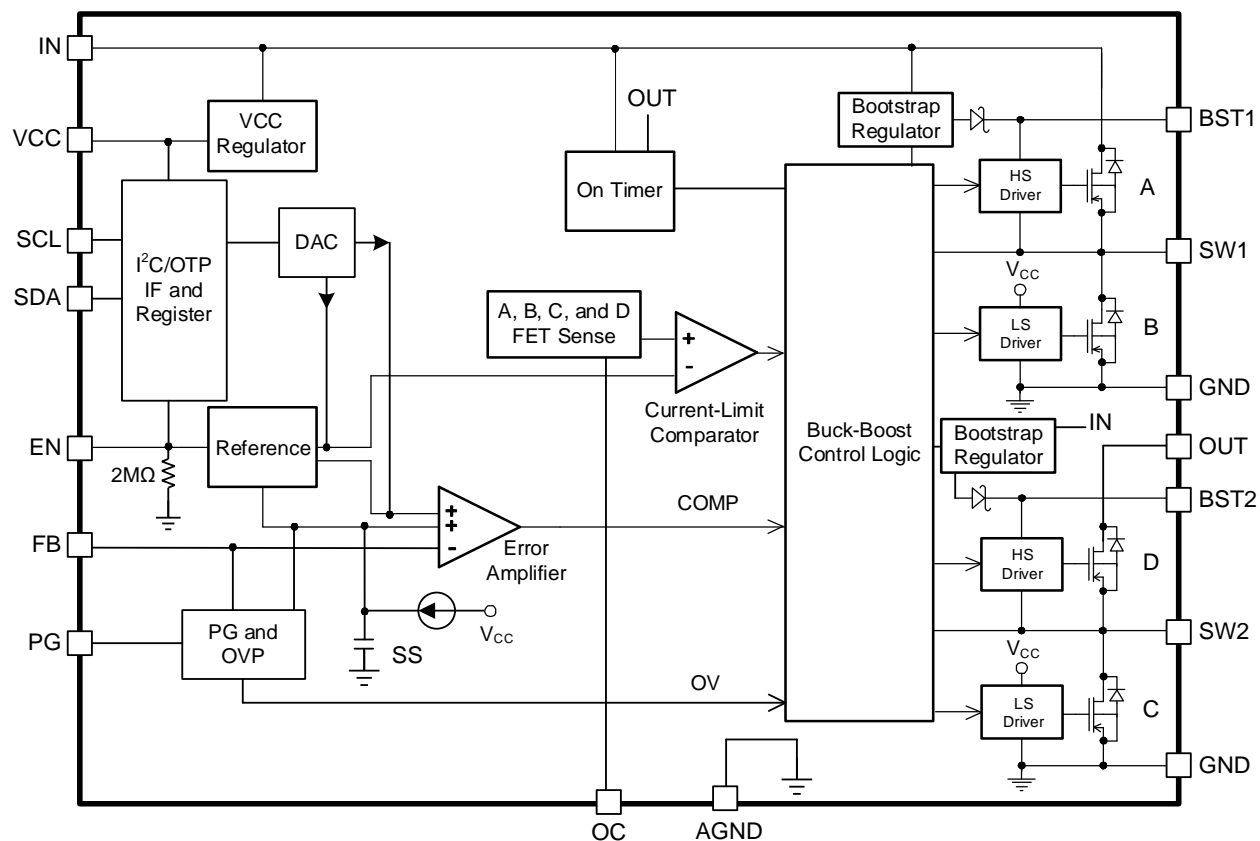 IN
VCC
SCL
SDA
EN
FB
PG
VCC
Regulator
I²C/OTP
IF and
Register
DAC
2MΩ
Reference
PG and
OVP
SS
VCC
Error
Amplifier
OUT
On Timer
A, B, C, and D
FET Sense
Current-Limit
Comparator
COMP
OV
Buck-Boost
Control Logic
Bootstrap
Regulator
HS
Driver
A
VCC
LS
Driver
B
Bootstrap
Regulator
IN
HS
Driver
D
VCC
LS
Driver
C
BST1
SW1
GND
OUT
BST2
SW2
GND
OC
AGND
+
-
+
+
-